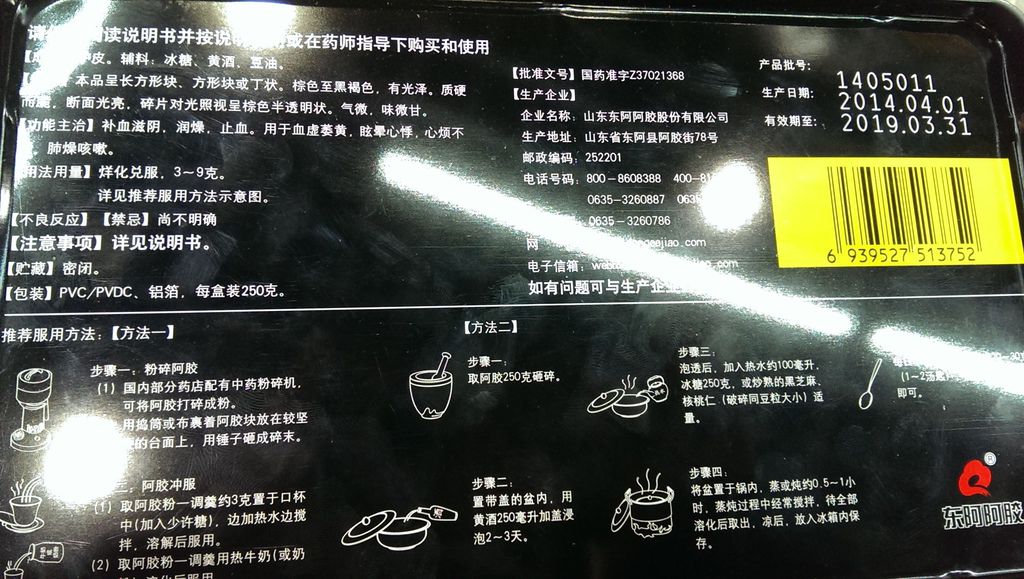 读说明书并按说明
或在药师指导下购买和使用
皮。辅料：冰糖、黄酒、豆油。
本品呈长方形块、方形块或丁状。棕色至黑褐色，有光泽。质硬
而脆，断面光亮，碎片对光照视呈棕色半透明状。气微，味微甘。
【功能主治】补血滋阴，润燥，止血。用于血虚萎黄，眩晕心悸，心烦不
，肺燥咳嗽。
【用法用量】烊化兑服，3～9克。
详见推荐服用方法示意图。
【不良反应】【禁忌】尚不明确
【注意事项】详见说明书。
【贮藏】密闭。
【包装】PVC/PVDC、铝箔，每盒装250克。
【批准文号】国药准字Z37021368
【生产企业】
企业名称：山东东阿阿胶股份有限公司
生产地址：山东省东阿县阿胶街78号
邮政编码：252201
电话号码：800-8608388 400-81
0635-3260887 063
0635-3260786
网
eejiao.com
电子信箱：web
om
如有问题可与生产企业
产品批号：
1405011
生产日期：
2014.04.01
有效期至：
2019.03.31
6 939527 513752
推荐服用方法：【方法一】
步骤一：粉碎阿胶
(1) 国内部分药店配有中药粉碎机，
可将阿胶打碎成粉。
用捣筒或布裹着阿胶块放在较坚
的台面上，用锤子砸成碎末。
：阿胶冲服
(1) 取阿胶粉一调羹约3克置于口杯
中(加入少许糖)，边加热水边搅
拌，溶解后服用。
(2) 取阿胶粉一调羹用热牛奶(或奶
【方法二】
步骤一：
取阿胶250克砸碎。
步骤二：
置带盖的盆内，用
黄酒250毫升加盖浸
泡2～3天。
步骤三：
泡透后，加入热水约100毫升，
冰糖250克，或炒熟的黑芝麻、
核桃仁（破碎同豆粒大小）适
量。
步骤四：
将盆置于锅内，蒸或炖约0.5～1小
时，蒸炖过程中经常搅拌，待全部
溶化后取出，凉后，放入冰箱内保
存。
(1～2汤
即可。
®
东阿阿胶